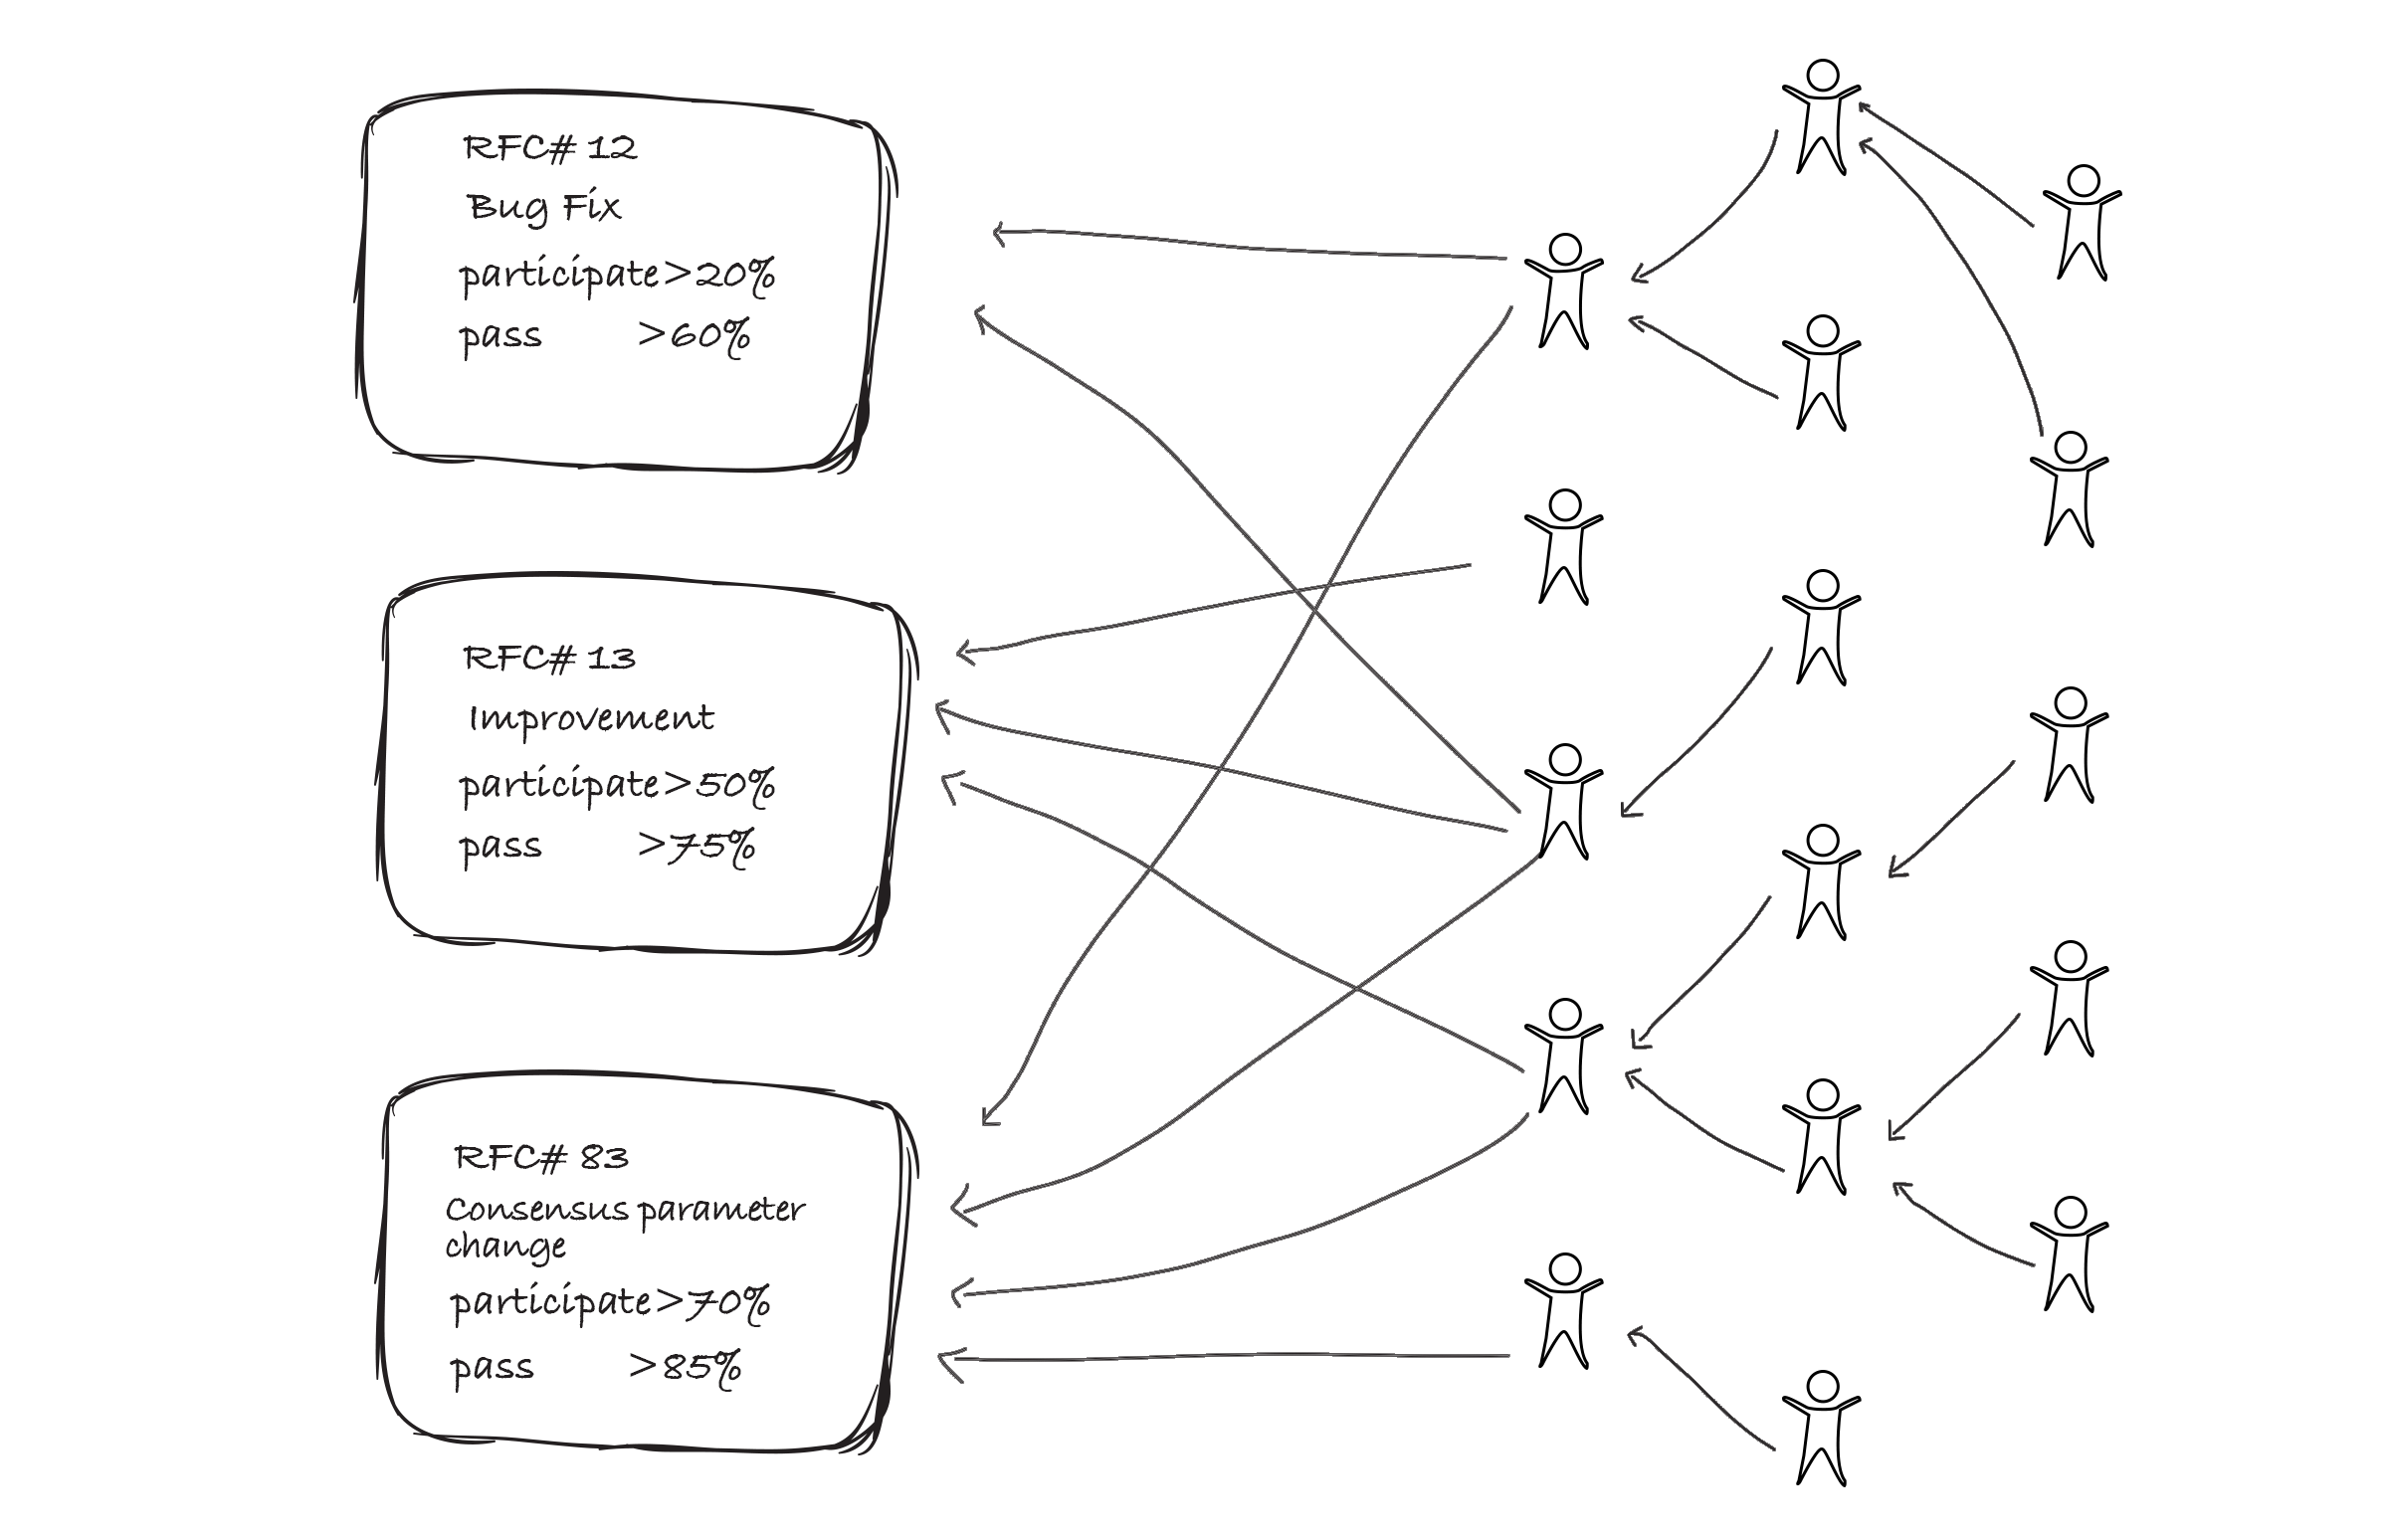 RFC# 12
Bug Fix
participate >20%
pass >60%
RFC# 13
Improvement
participate >50%
pass >75%
RFC# 83
Consensus parameter
change
participate >70%
pass >85%